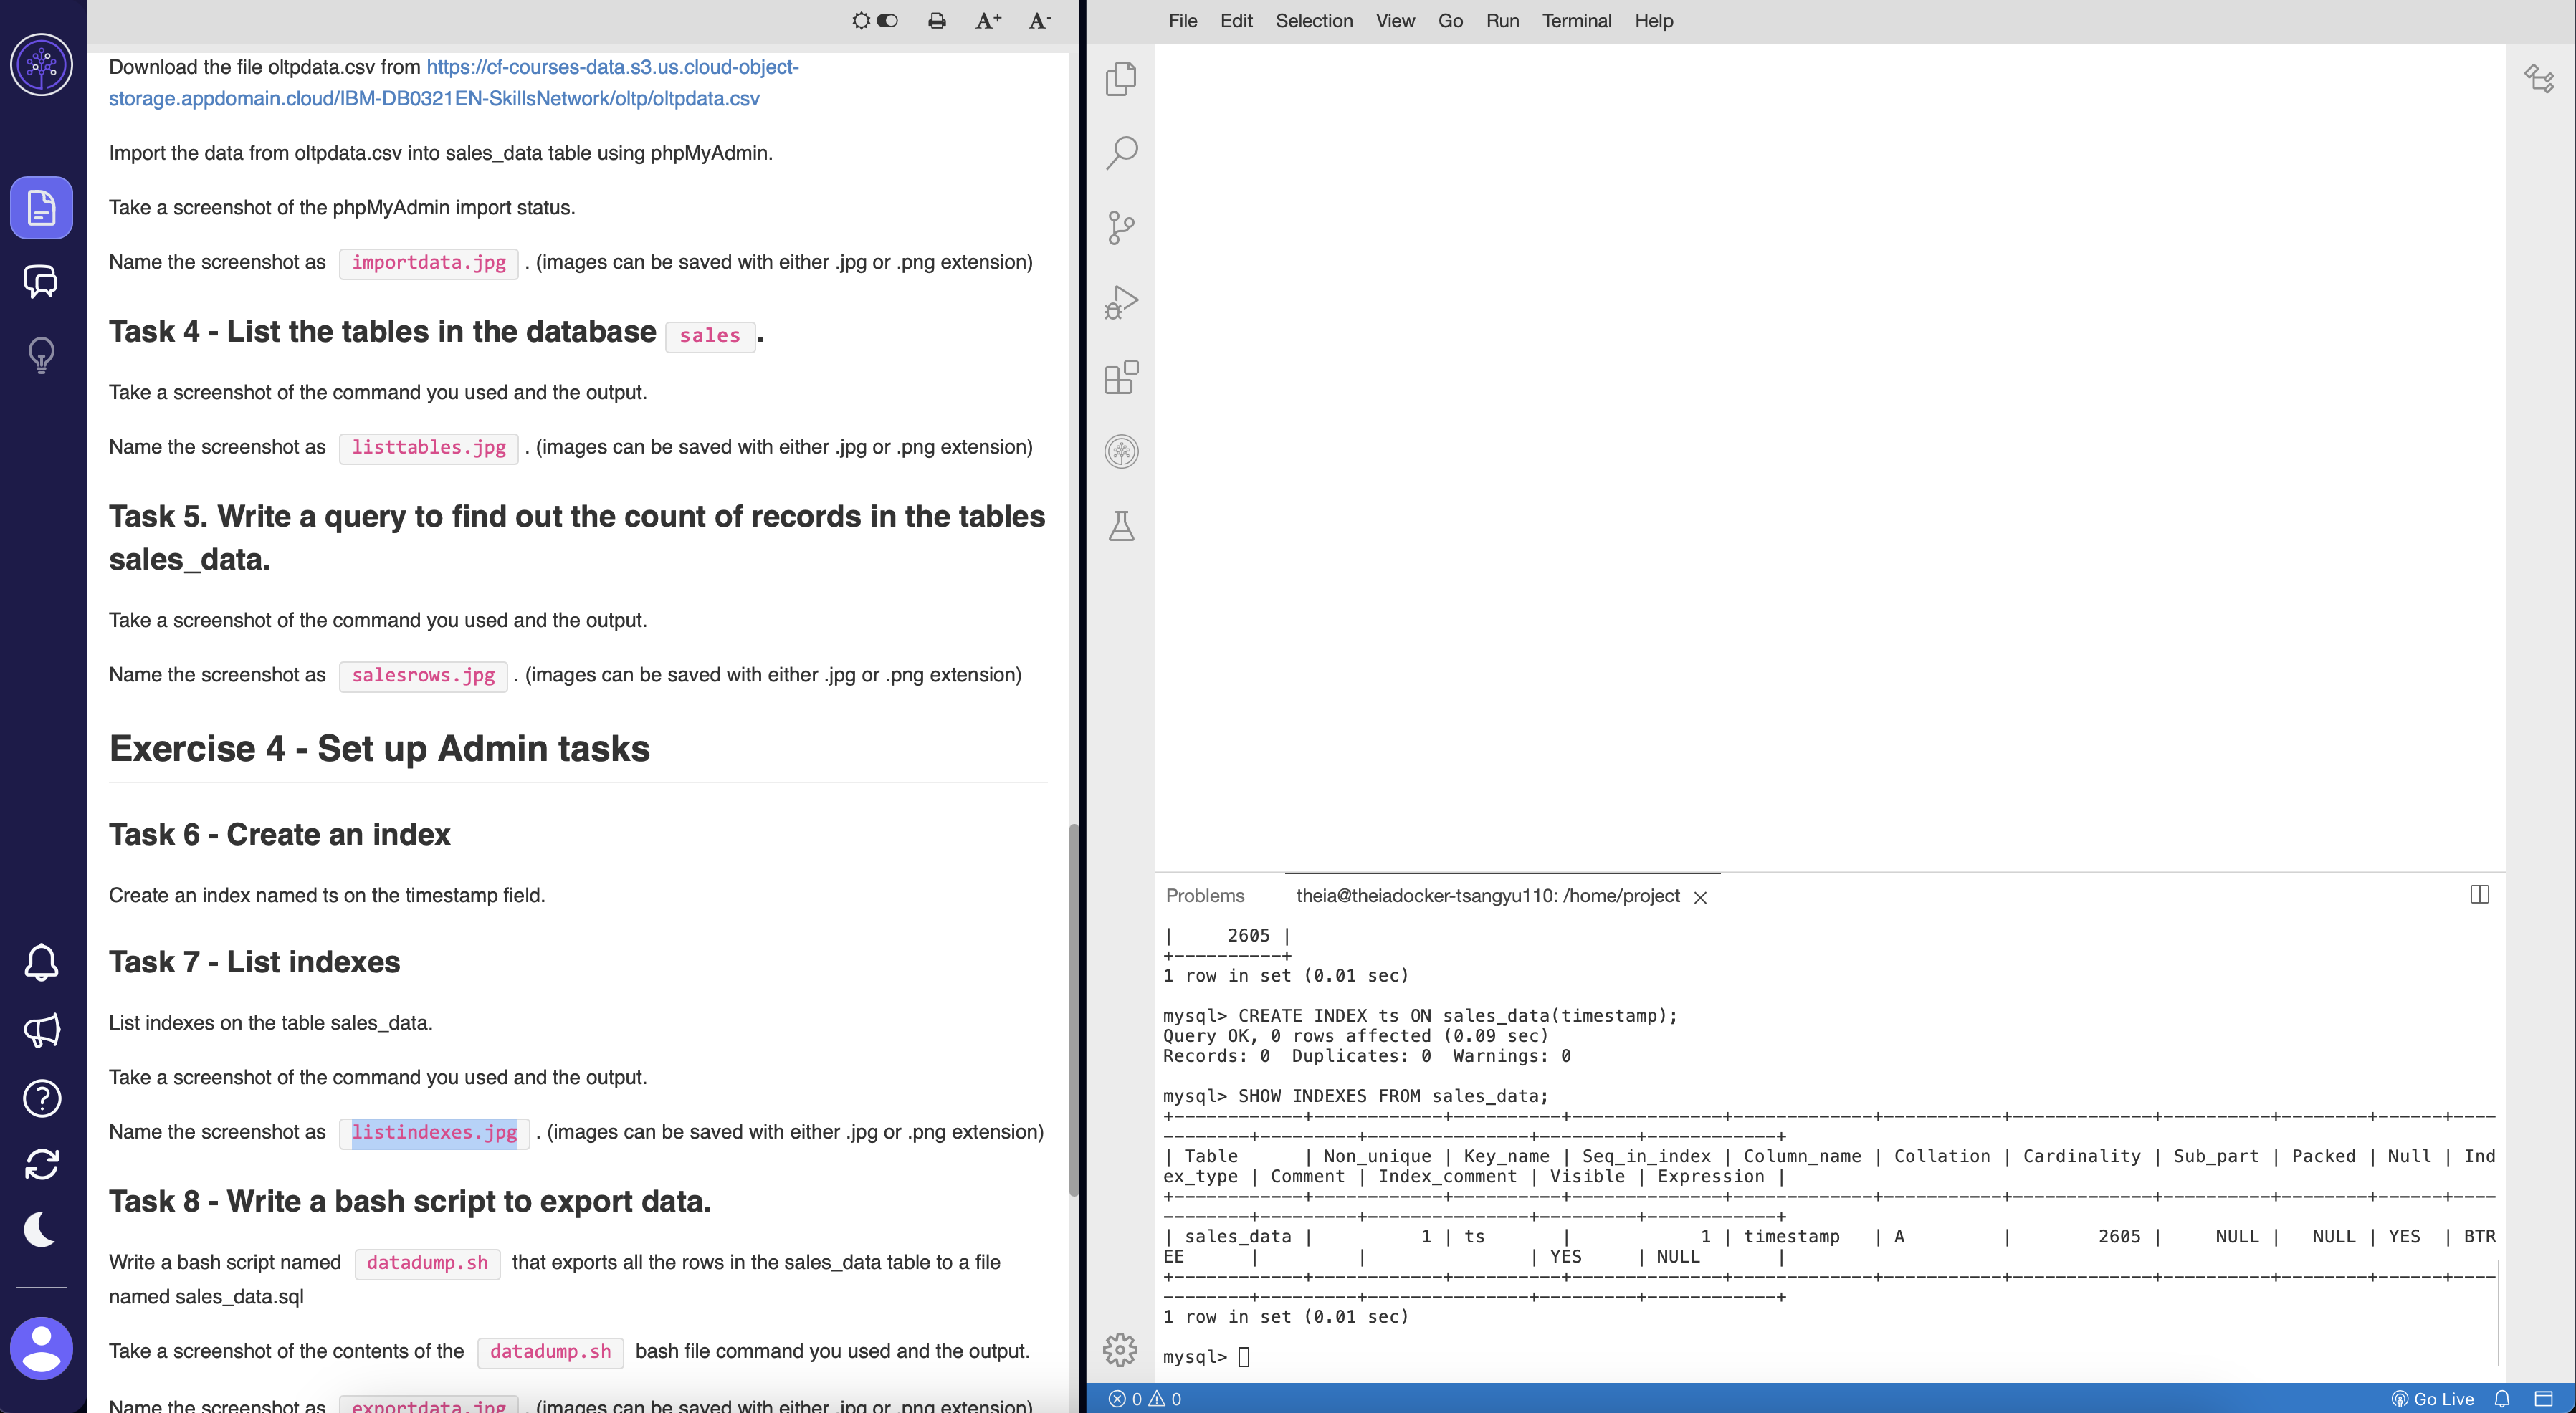 A+ A-
Download the file oltpdata.csv from https://cf-courses-data.s3.us.cloud-object-
storage.appdomain.cloud/IBM-DB0321EN-SkillsNetwork/oltp/oltpdata.csv
Import the data from oltpdata.csv into sales_data table using phpMyAdmin.
Take a screenshot of the phpMyAdmin import status.
Name the screenshot as importdata.jpg . (images can be saved with either .jpg or .png extension)
Task 4 - List the tables in the database sales .
Take a screenshot of the command you used and the output.
Name the screenshot as listtables.jpg . (images can be saved with either .jpg or .png extension)
Task 5. Write a query to find out the count of records in the tables
sales_data.
Take a screenshot of the command you used and the output.
Name the screenshot as salesrows.jpg . (images can be saved with either .jpg or .png extension)
Exercise 4 - Set up Admin tasks
Task 6 - Create an index
Create an index named ts on the timestamp field.
Task 7 - List indexes
List indexes on the table sales_data.
Take a screenshot of the command you used and the output.
Name the screenshot as listindexes.jpg . (images can be saved with either .jpg or .png extension)
Task 8 - Write a bash script to export data.
Write a bash script named datadump.sh that exports all the rows in the sales_data table to a file
named sales_data.sql
Take a screenshot of the contents of the datadump.sh bash file command you used and the output.
Name the screenshot as exportdata.jpg . (images can be saved with either .jpg or .png extension)
File Edit Selection View Go Run Terminal Help
Problems theia@theiadocker-tsangyu110: /home/project
|     2605 |
+----------+
1 row in set (0.01 sec)
mysql> CREATE INDEX ts ON sales_data(timestamp);
Query OK, 0 rows affected (0.09 sec)
Records: 0  Duplicates: 0  Warnings: 0
mysql> SHOW INDEXES FROM sales_data;
+------------+------------+----------+--------------+-------------+-----------+-------------+----------+--------+------+----
--------+---------+---------------+---------+------------+
| Table      | Non_unique | Key_name | Seq_in_index | Column_name | Collation | Cardinality | Sub_part | Packed | Null | Ind
ex_type | Comment | Index_comment | Visible | Expression |
+------------+------------+----------+--------------+-------------+-----------+-------------+----------+--------+------+----
--------+---------+---------------+---------+------------+
| sales_data |          1 | ts       |            1 | timestamp   | A         |        2605 |     NULL |   NULL | YES  | BTR
EE      |         |               | YES     | NULL       |
+------------+------------+----------+--------------+-------------+-----------+-------------+----------+--------+------+----
--------+---------+---------------+---------+------------+
1 row in set (0.01 sec)
mysql>
0 0 Go Live